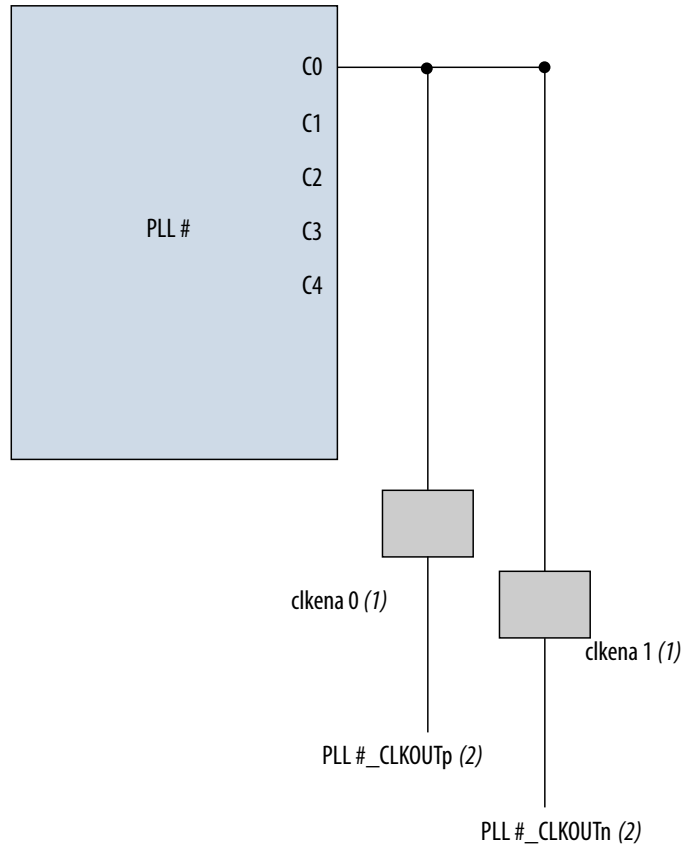 C0
C1
C2
PLL #
C3
C4
clkena 0 (1)
clkena 1 (1)
PLL #_CLKOUTp (2)
PLL #_CLKOUTn (2)